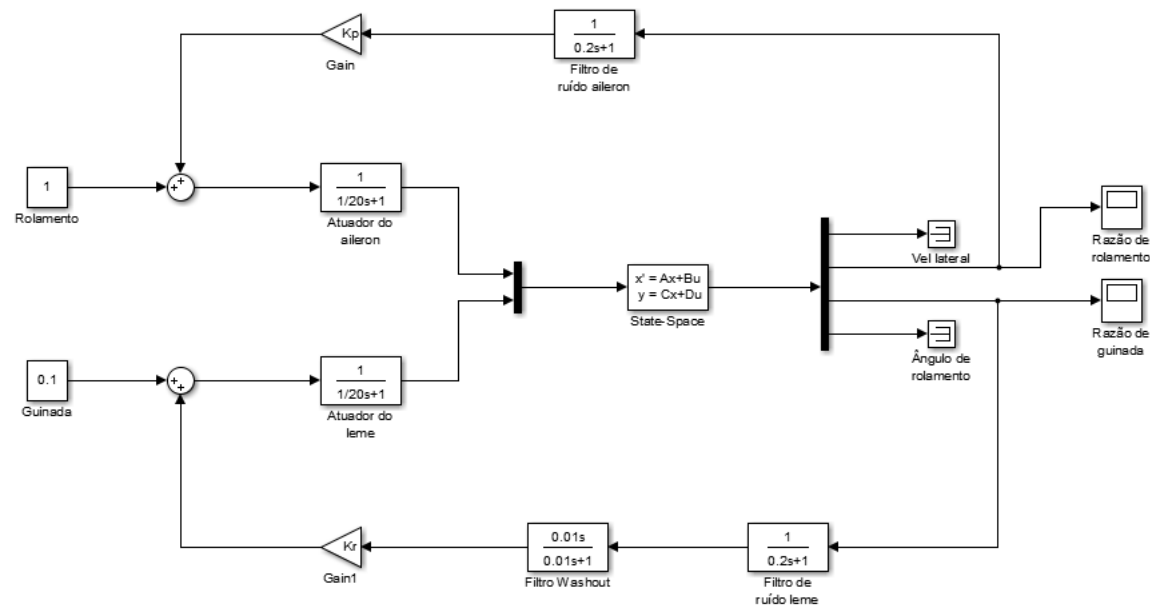 Kp
Gain
1
0.2s+1
Filtro de
ruído aileron
1
Rolamento
++
1
1/20s+1
Atuador do
aileron
x' = Ax+Bu
y = Cx+Du
State-Space
Vel lateral
Razão de
rolamento
Razão de
guinada
Ângulo de
rolamento
0.1
Guinada
++
1
1/20s+1
Atuador do
leme
Kr
Gain1
0.01s
0.01s+1
Filtro Washout
1
0.2s+1
Filtro de
ruído leme